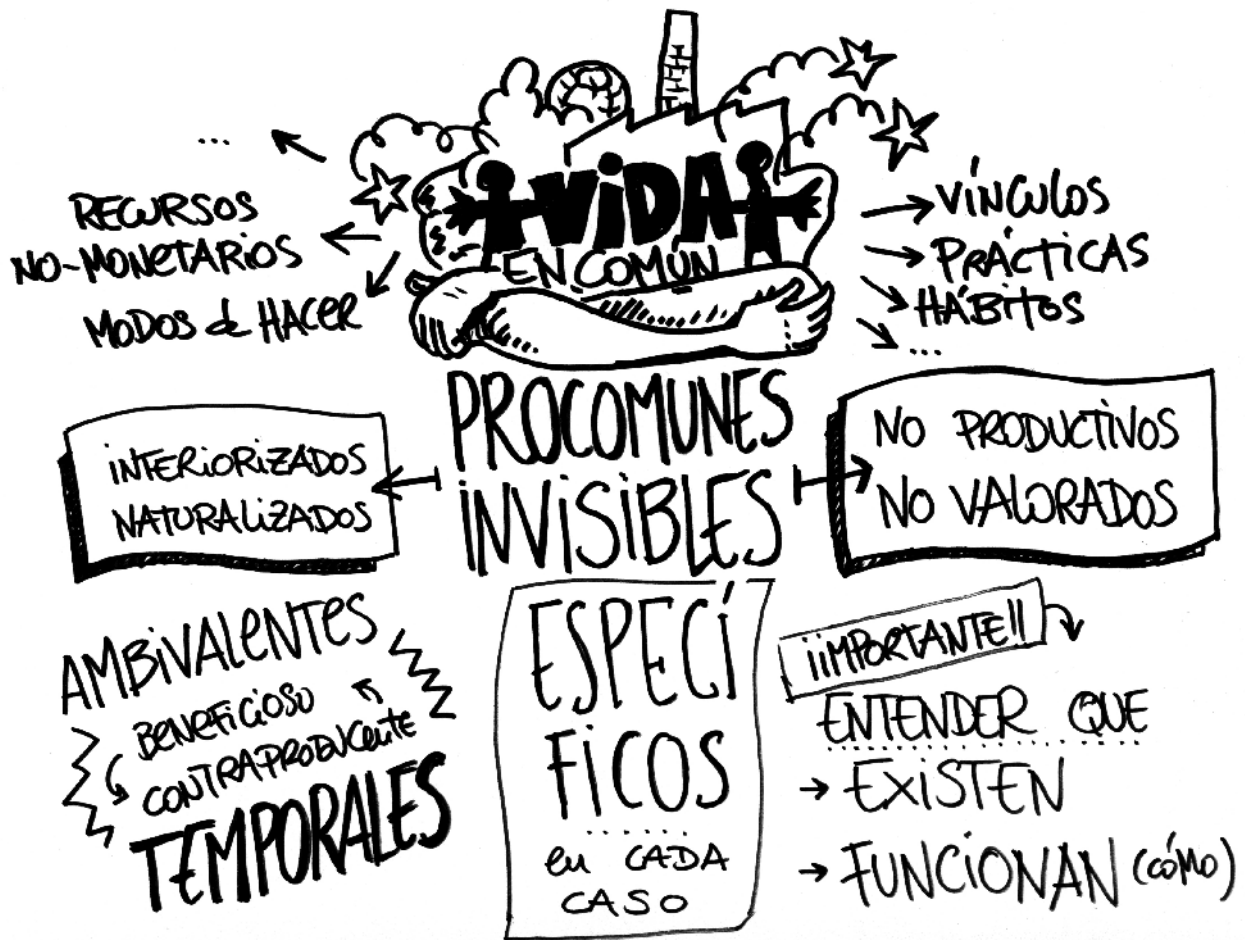 VIDA
EN COMÚN
...
RECURSOS
NO-MONETARIOS
MODOS de HACER
VÍNCULOS
PRÁCTICAS
HÁBITOS
...
PROCOMUNES
INVISIBLES
INTERIORIZADOS
NATURALIZADOS
NO PRODUCTIVOS
NO VALORADOS
AMBIVALENTES
BENEFICIOSO
CONTRAPRODUCENTE
TEMPORALES
ESPECÍ
FICOS
en CADA
CASO
¡¡IMPORTANTE!!
ENTENDER QUE
→ EXISTEN
→ FUNCIONAN (CÓMO)